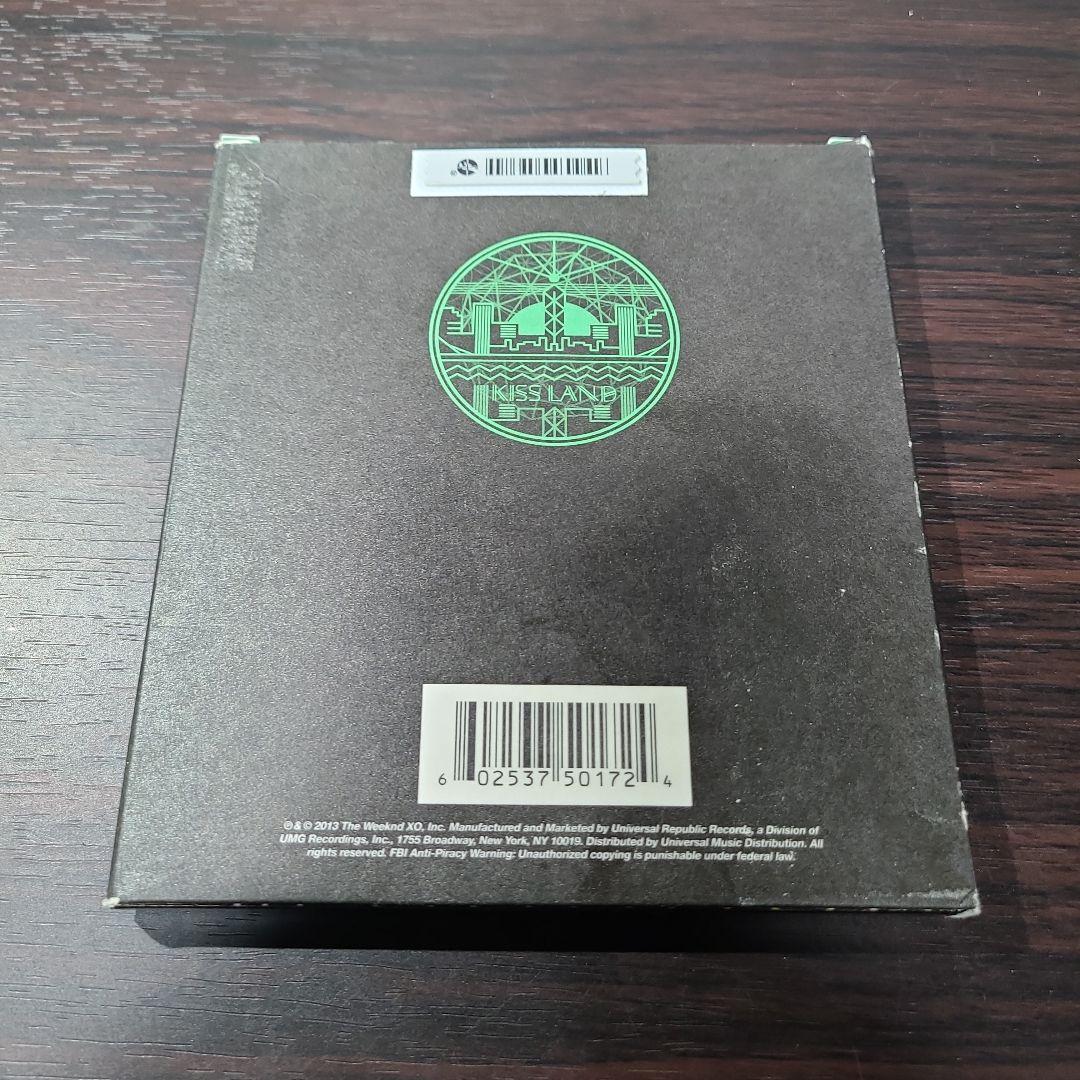 KISS LAND
6 02537 50172 4
℗ & © 2013 The Weeknd XO, Inc. Manufactured and Marketed by Universal Republic Records, a Division of
UMG Recordings, Inc., 1755 Broadway, New York, NY 10019. Distributed by Universal Music Distribution. All
rights reserved. FBI Anti-Piracy Warning: Unauthorized copying is punishable under federal law.